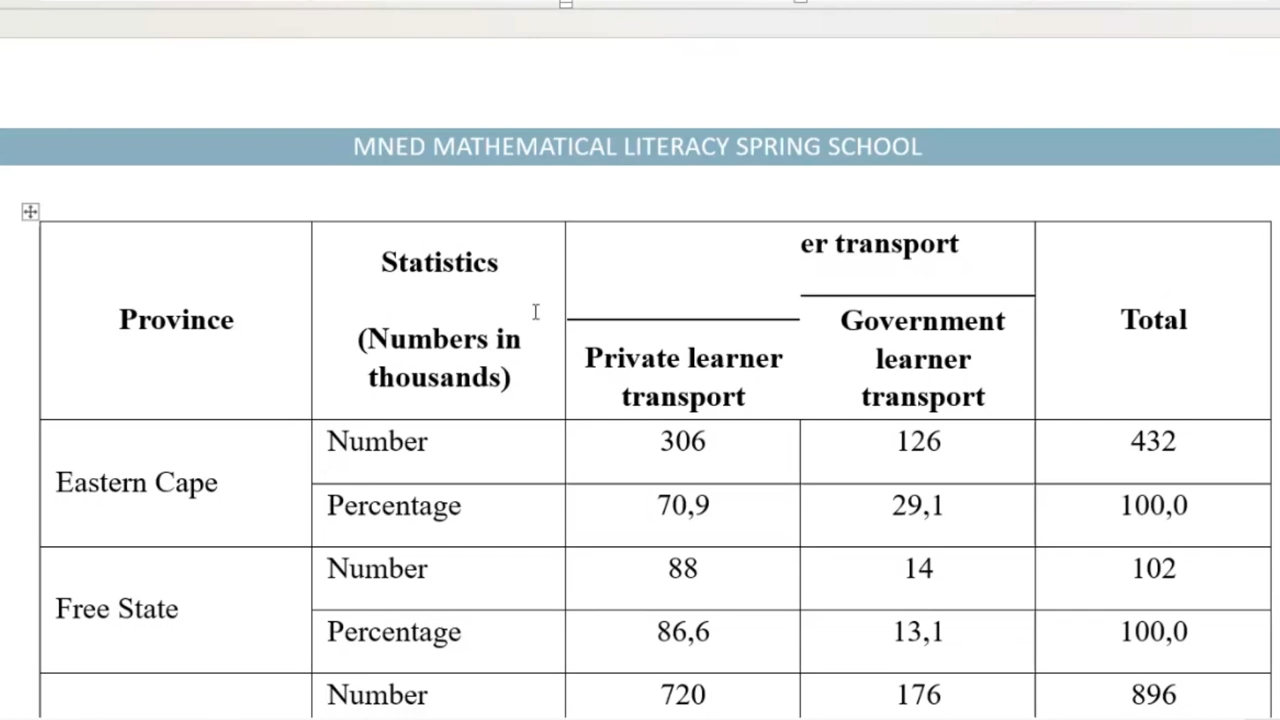 MNED MATHEMATICAL LITERACY SPRING SCHOOL
Province
Statistics
(Numbers in
thousands)
er transport
Private learner
transport
Government
learner
transport
Total
Eastern Cape
Number 306 126 432
Percentage 70,9 29,1 100,0
Free State
Number 88 14 102
Percentage 86,6 13,1 100,0
Number 720 176 896